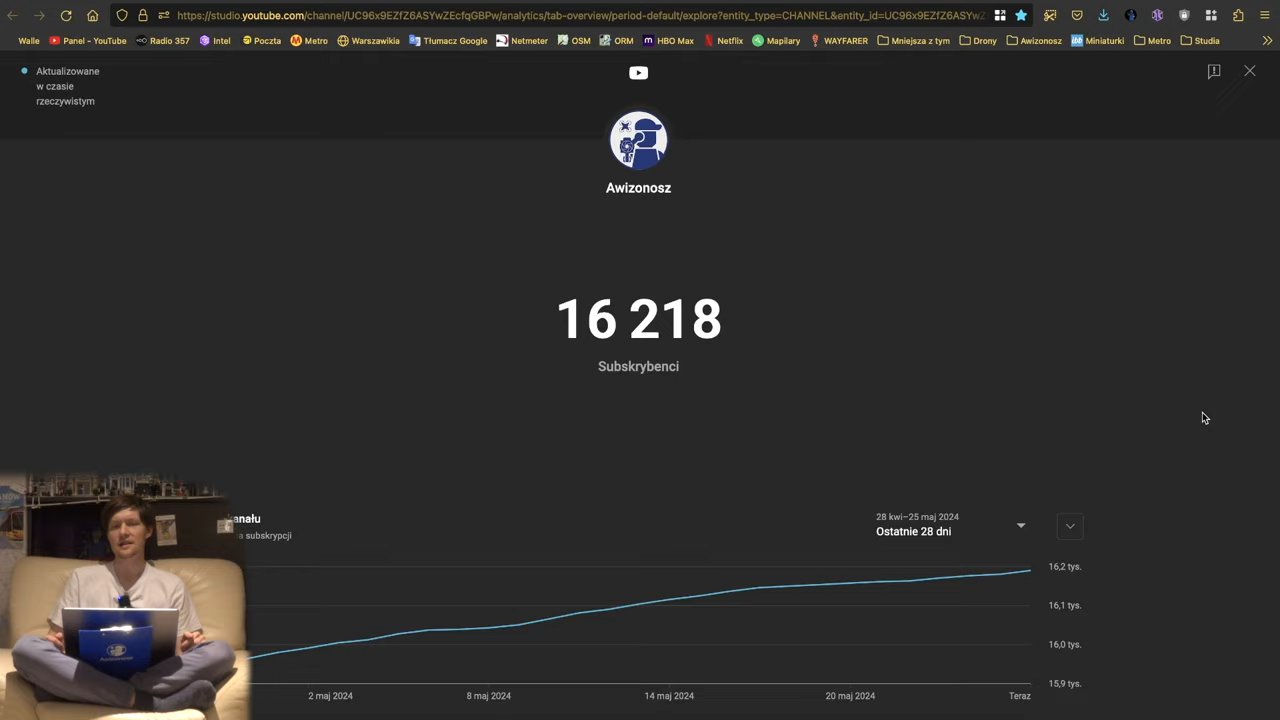 https://studio.youtube.com/channel/UC96x9EZfZ6ASYwZEcfqGBPw/analytics/tab-overview/period-default/explore?entity_type=CHANNEL&entity_id=UC96x9EZfZ6ASYwZ
Walle Panel - YouTube Radio 357 Intel Poczta Metro Warszawikia Tłumacz Google Netmeter OSM ORM HBO Max Netflix Mapilary WAYFARER Mniejsza z tym Drony Awizonosz Miniaturki Metro Studia
Aktualizowane
w czasie
rzeczywistym
Awizonosz
16 218
Subskrybenci
anału
a subskrypcji
28 kwi–25 maj 2024
Ostatnie 28 dni
16,2 tys.
16,1 tys.
16,0 tys.
15,9 tys.
2 maj 2024 8 maj 2024 14 maj 2024 20 maj 2024 Teraz
Awizonosz